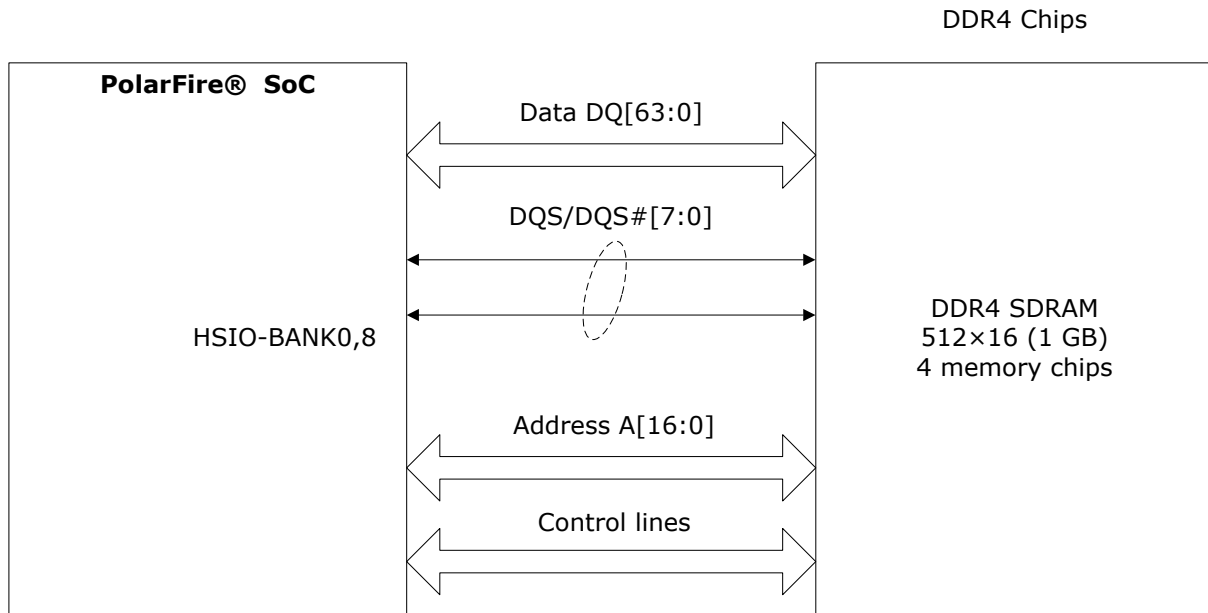 DDR4 Chips
PolarFire® SoC
Data DQ[63:0]
DQS/DQS#[7:0]
HSIO-BANK0,8
DDR4 SDRAM
512×16 (1 GB)
4 memory chips
Address A[16:0]
Control lines